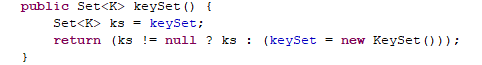 public Set<K> keySet() {
    Set<K> ks = keySet;
    return (ks != null ? ks : (keySet = new KeySet()));
}